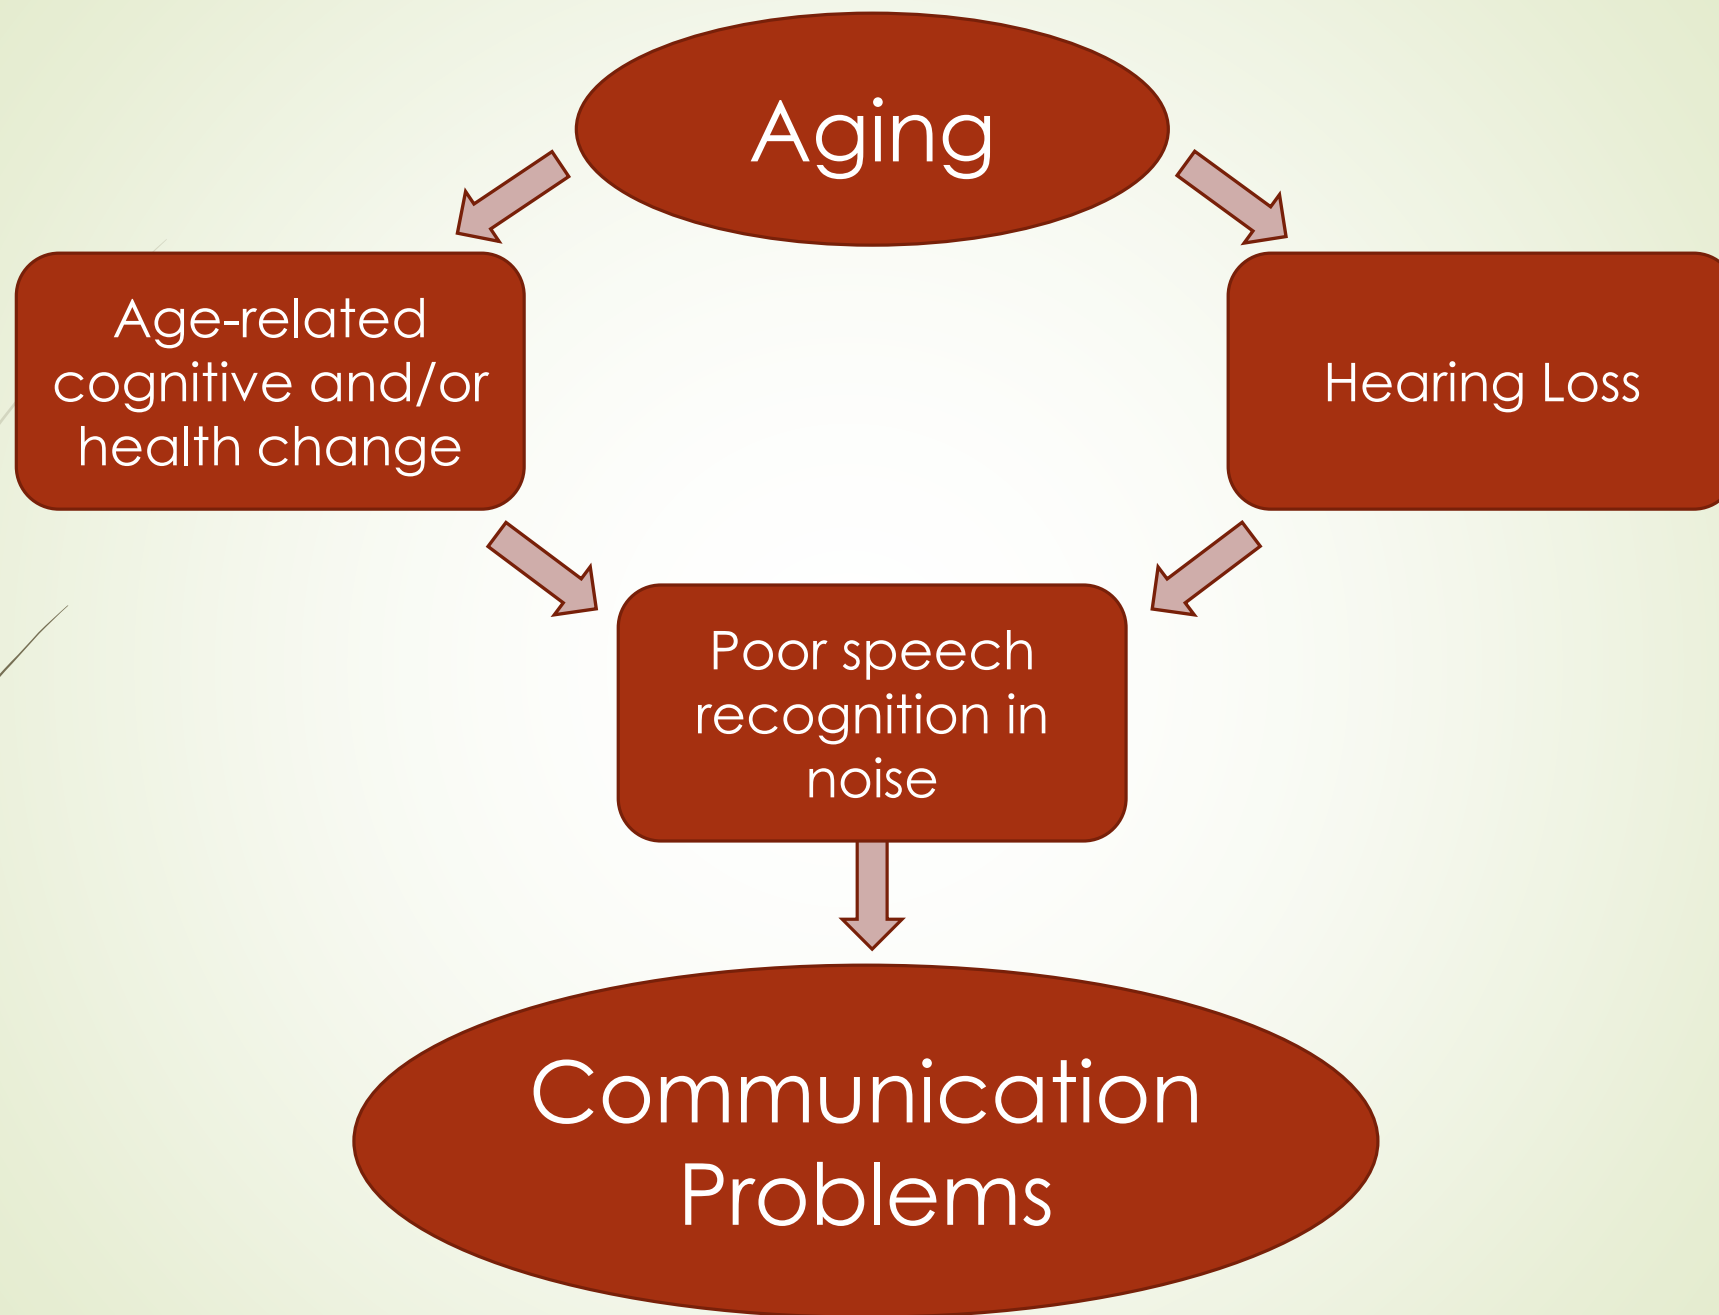 Aging
Age-related
cognitive and/or
health change
Hearing Loss
Poor speech
recognition in
noise
Communication
Problems